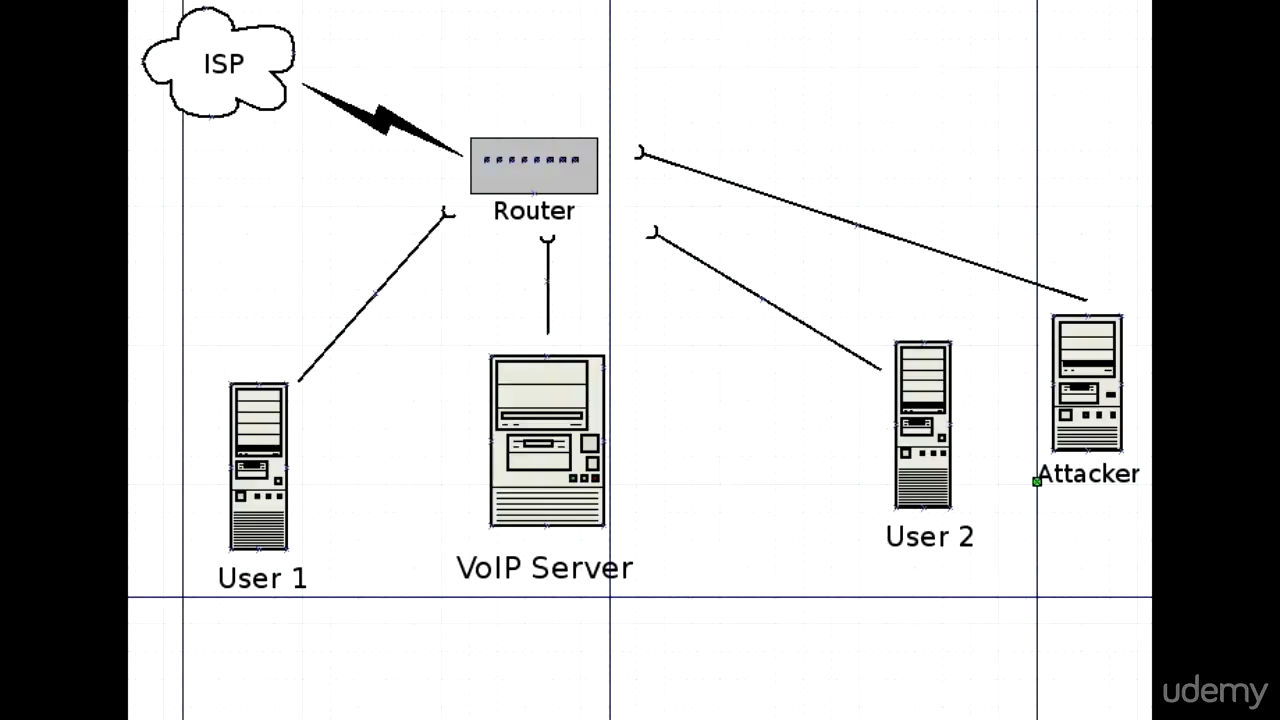 ISP
Router
Attacker
User 2
VoIP Server
User 1
udemy